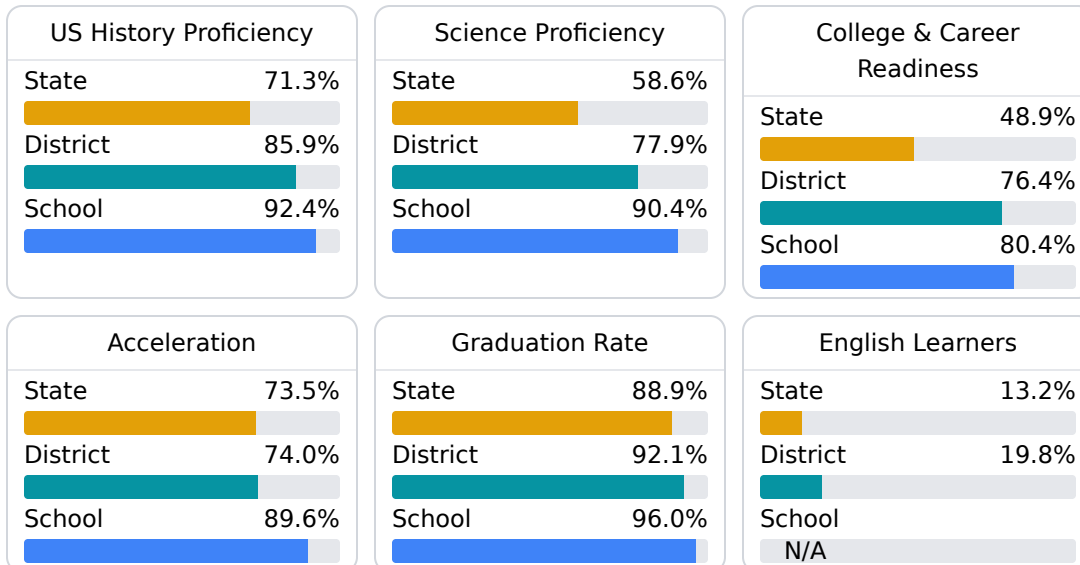 US History Proficiency
State 71.3%
District 85.9%
School 92.4%
Science Proficiency
State 58.6%
District 77.9%
School 90.4%
College & Career
Readiness
State 48.9%
District 76.4%
School 80.4%
Acceleration
State 73.5%
District 74.0%
School 89.6%
Graduation Rate
State 88.9%
District 92.1%
School 96.0%
English Learners
State 13.2%
District 19.8%
School
N/A